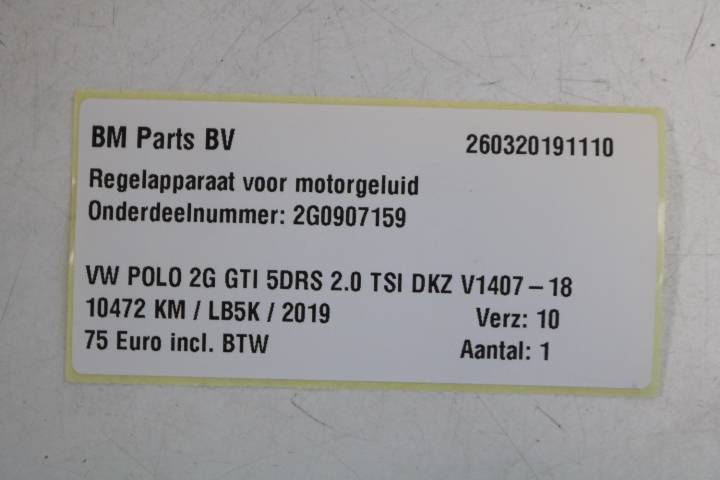 BM Parts BV 260320191110
Regelapparaat voor motorgeluid
Onderdeelnummer: 2G0907159
VW POLO 2G GTI 5DRS 2.0 TSI DKZ V1407-18
10472 KM / LB5K / 2019 Verz: 10
75 Euro incl. BTW Aantal: 1